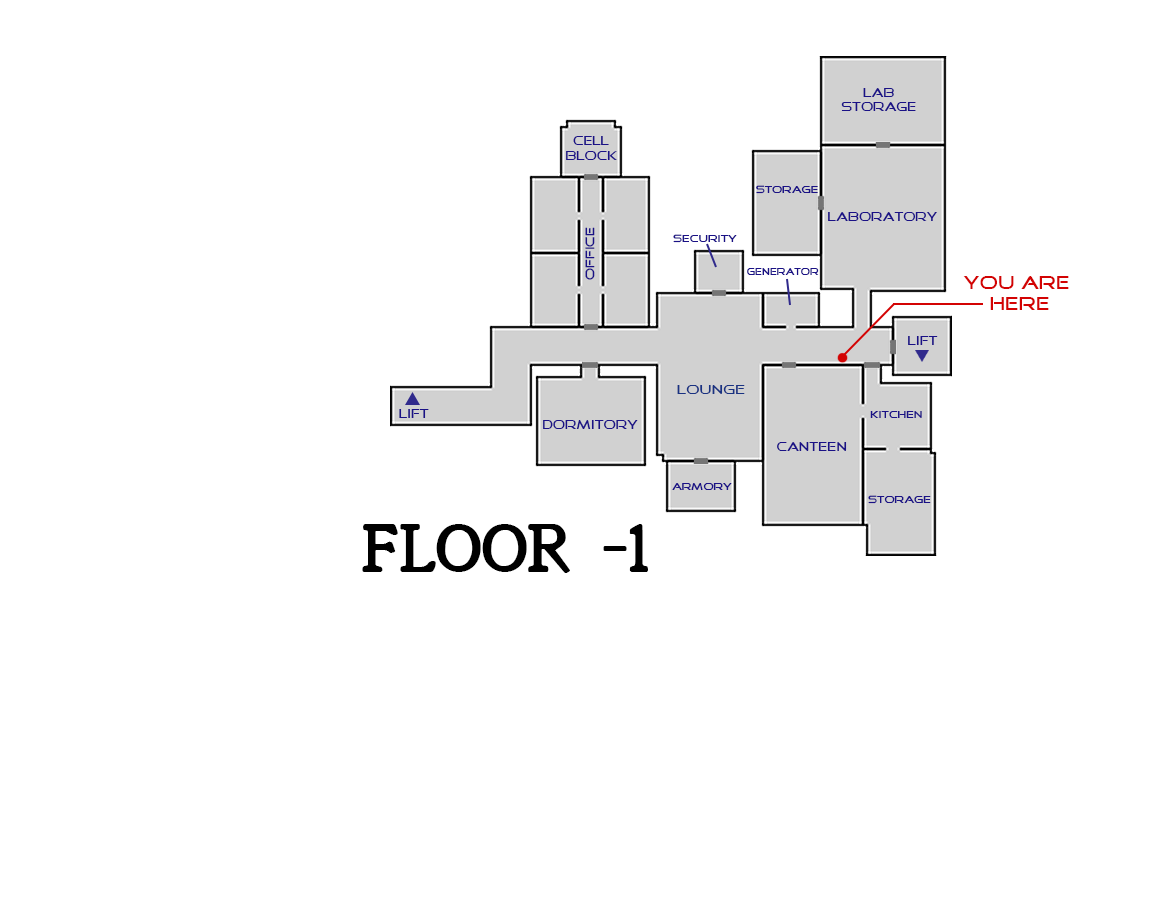 LAB
STORAGE
CELL
BLOCK
STORAGE
LABORATORY
OFFICE
SECURITY
GENERATOR
YOU ARE
HERE
LIFT
LOUNGE
LIFT
KITCHEN
DORMITORY
CANTEEN
ARMORY
STORAGE
FLOOR -1